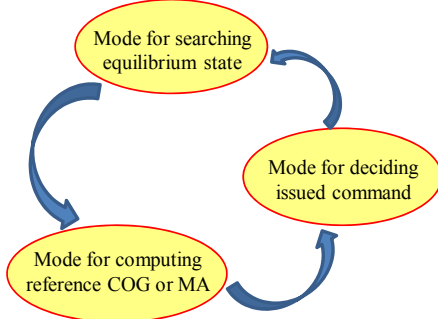 Mode for searching
equilibrium state
Mode for deciding
issued command
Mode for computing
reference COG or MA